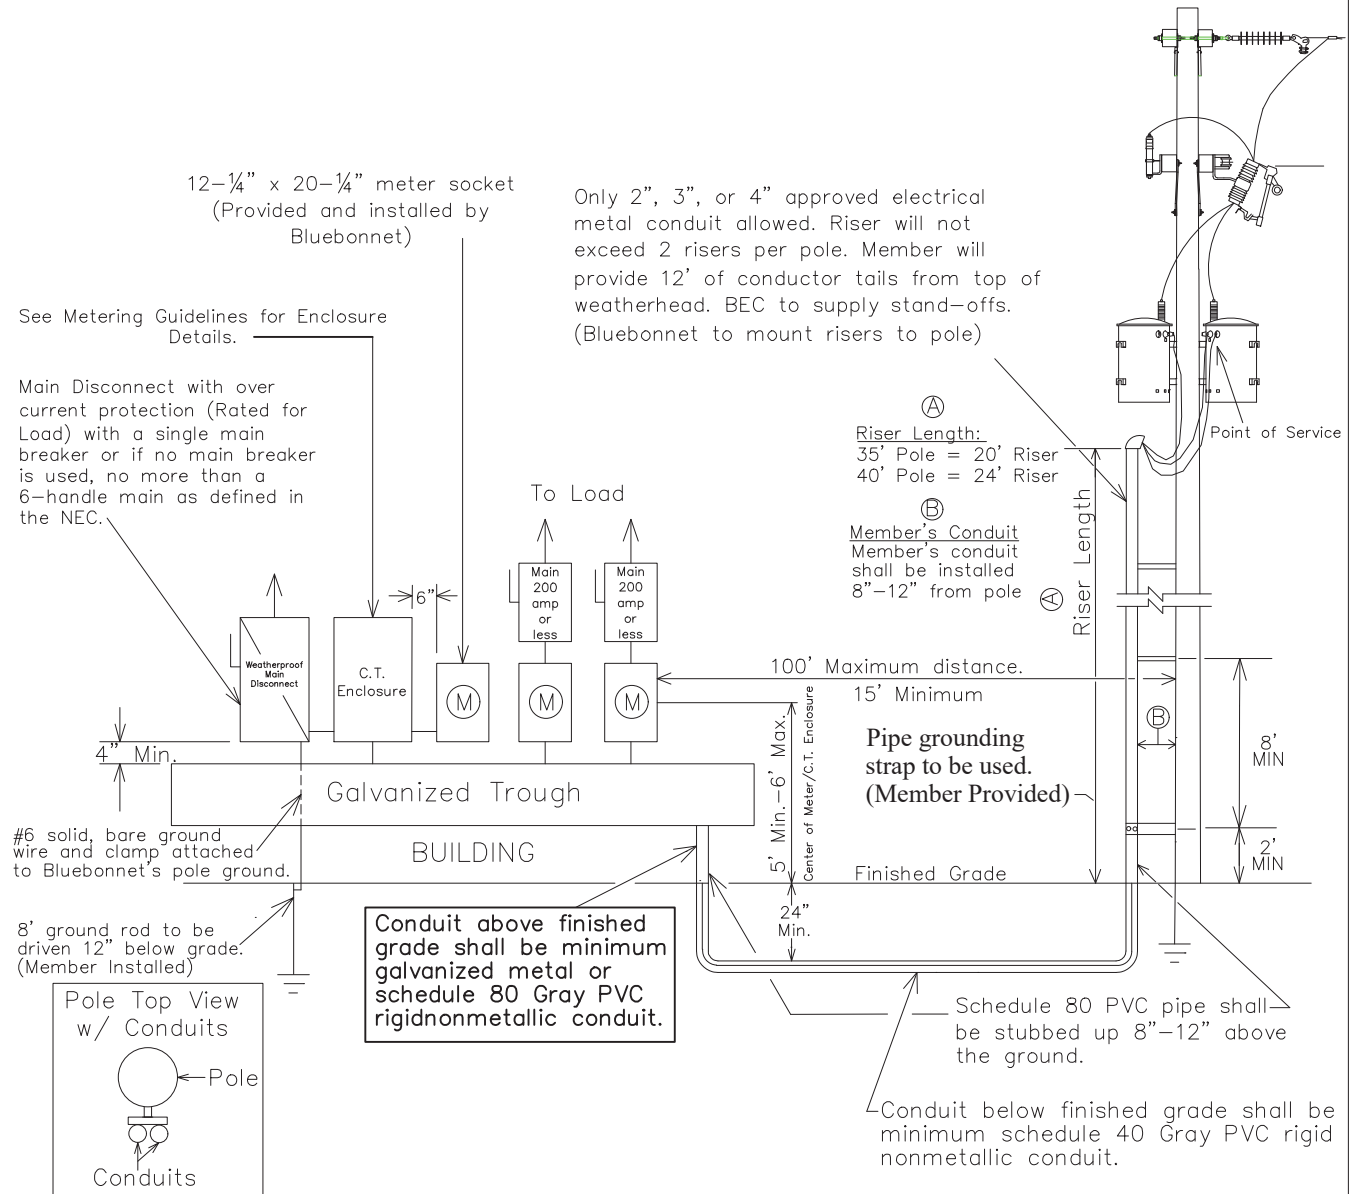 12-¼" x 20-¼" meter socket
(Provided and installed by
Bluebonnet)
Only 2", 3", or 4" approved electrical
metal conduit allowed. Riser will not
exceed 2 risers per pole. Member will
provide 12' of conductor tails from top of
weatherhead. BEC to supply stand-offs.
(Bluebonnet to mount risers to pole)
See Metering Guidelines for Enclosure
Details.
Main Disconnect with over
current protection (Rated for
Load) with a single main
breaker or if no main breaker
is used, no more than a
6-handle main as defined in
the NEC.
A
Riser Length:
35' Pole = 20' Riser
40' Pole = 24' Riser
B
Member's Conduit
Member's conduit
shall be installed
8"-12" from pole
Point of Service
A
Riser Length
To Load
Main
200
amp
or
less
Main
200
amp
or
less
6"
Weatherproof
Main
Disconnect
C.T.
Enclosure
M
M
M
100' Maximum distance.
15' Minimum
B
8'
MIN
2'
MIN
Pipe grounding
strap to be used.
(Member Provided)
5' Min.-6' Max.
Center of Meter/C.T. Enclosure
4" Min.
Galvanized Trough
#6 solid, bare ground
wire and clamp attached
to Bluebonnet's pole ground.
BUILDING
Finished Grade
24"
Min.
8' ground rod to be
driven 12" below grade.
(Member Installed)
Conduit above finished
grade shall be minimum
galvanized metal or
schedule 80 Gray PVC
rigidnonmetallic conduit.
Pole Top View
w/ Conduits
Pole
Conduits
Schedule 80 PVC pipe shall
be stubbed up 8"-12" above
the ground.
Conduit below finished grade shall be
minimum schedule 40 Gray PVC rigid
nonmetallic conduit.